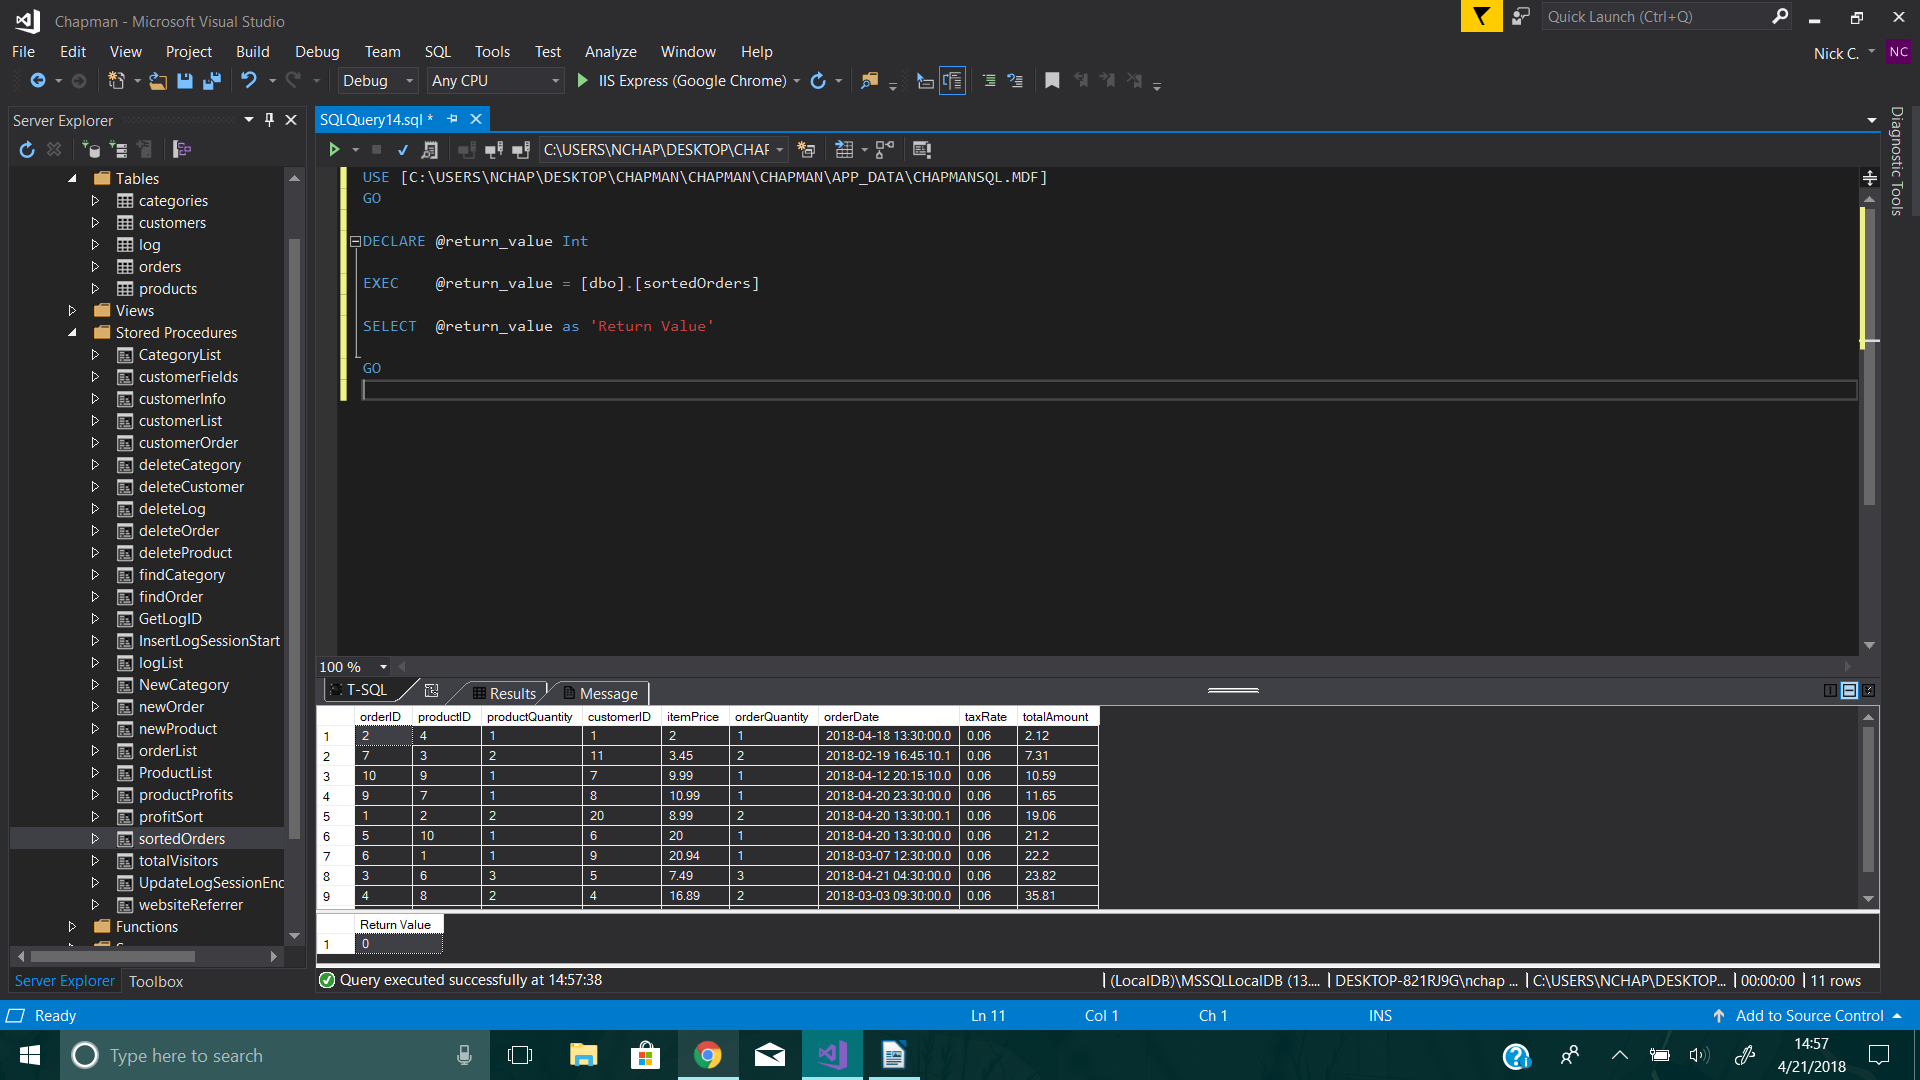 Chapman - Microsoft Visual Studio
Quick Launch (Ctrl+Q)
File Edit View Project Build Debug Team SQL Tools Test Analyze Window Help
Nick C. NC
Debug Any CPU IIS Express (Google Chrome)
Server Explorer
SQLQuery14.sql *
C:\USERS\NCHAP\DESKTOP\CHAP
Diagnostic Tools
Tables
categories
customers
log
orders
products
Views
Stored Procedures
CategoryList
customerFields
customerInfo
customerList
customerOrder
deleteCategory
deleteCustomer
deleteLog
deleteOrder
deleteProduct
findCategory
findOrder
GetLogID
InsertLogSessionStart
logList
NewCategory
newOrder
newProduct
orderList
ProductList
productProfits
profitSort
sortedOrders
totalVisitors
UpdateLogSessionEnd
websiteReferrer
Functions
Server Explorer Toolbox
USE [C:\USERS\NCHAP\DESKTOP\CHAPMAN\CHAPMAN\CHAPMAN\APP_DATA\CHAPMANSQL.MDF]
GO
DECLARE @return_value Int
EXEC @return_value = [dbo].[sortedOrders]
SELECT @return_value as 'Return Value'
GO
100 %
T-SQL Results Message
orderID productID productQuantity customerID itemPrice orderQuantity orderDate taxRate totalAmount
1 2 4 1 1 2 1 2018-04-18 13:30:00.0 0.06 2.12
2 7 3 2 11 3.45 2 2018-02-19 16:45:10.1 0.06 7.31
3 10 9 1 7 9.99 1 2018-04-12 20:15:10.0 0.06 10.59
4 9 7 1 8 10.99 1 2018-04-20 23:30:00.0 0.06 11.65
5 1 2 2 20 8.99 2 2018-04-20 13:30:00.1 0.06 19.06
6 5 10 1 6 20 1 2018-04-20 13:30:00.0 0.06 21.2
7 6 1 1 9 20.94 1 2018-03-07 12:30:00.0 0.06 22.2
8 3 6 3 5 7.49 3 2018-04-21 04:30:00.0 0.06 23.82
9 4 8 2 4 16.89 2 2018-03-03 09:30:00.0 0.06 35.81
Return Value
1 0
Query executed successfully at 14:57:38
(LocalDB)\MSSQLLocalDB (13.... DESKTOP-821RJ9G\nchap ... C:\USERS\NCHAP\DESKTOP... 00:00:00 11 rows
Ready Ln 11 Col 1 Ch 1 INS Add to Source Control
Type here to search
14:57
4/21/2018